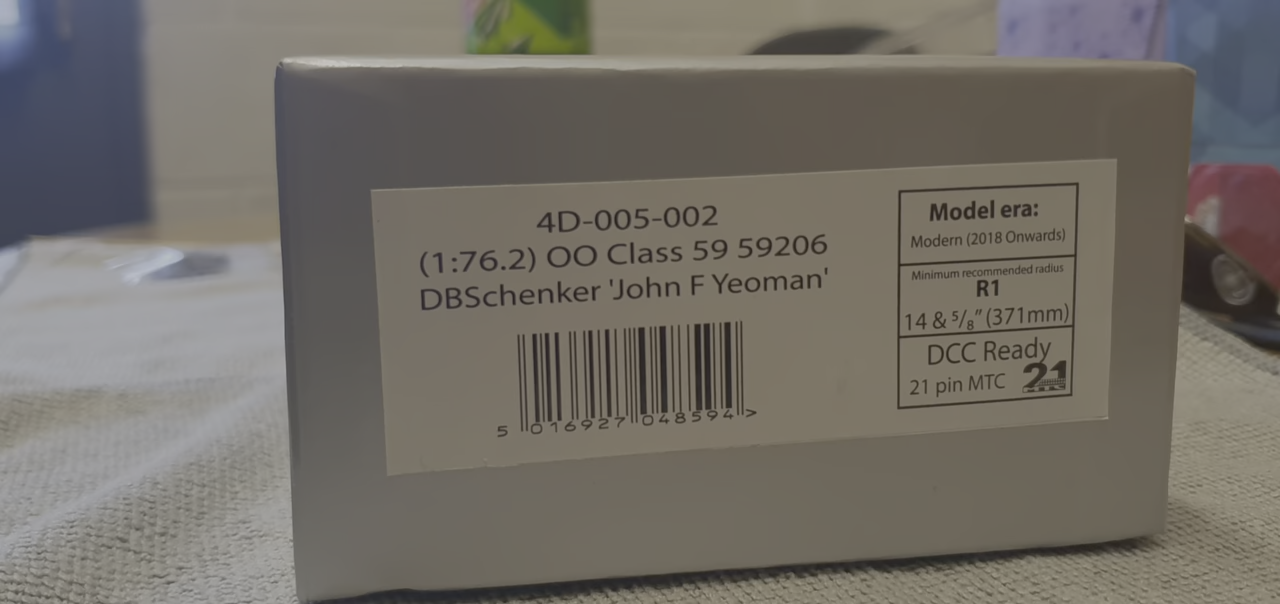 4D-005-002
(1:76.2) OO Class 59 59206
DBSchenker 'John F Yeoman'
5 016927 048594 >
Model era:
Modern (2018 Onwards)
Minimum recommended radius
R1
14 & 5/8" (371mm)
DCC Ready
21 pin MTC
21
MTC